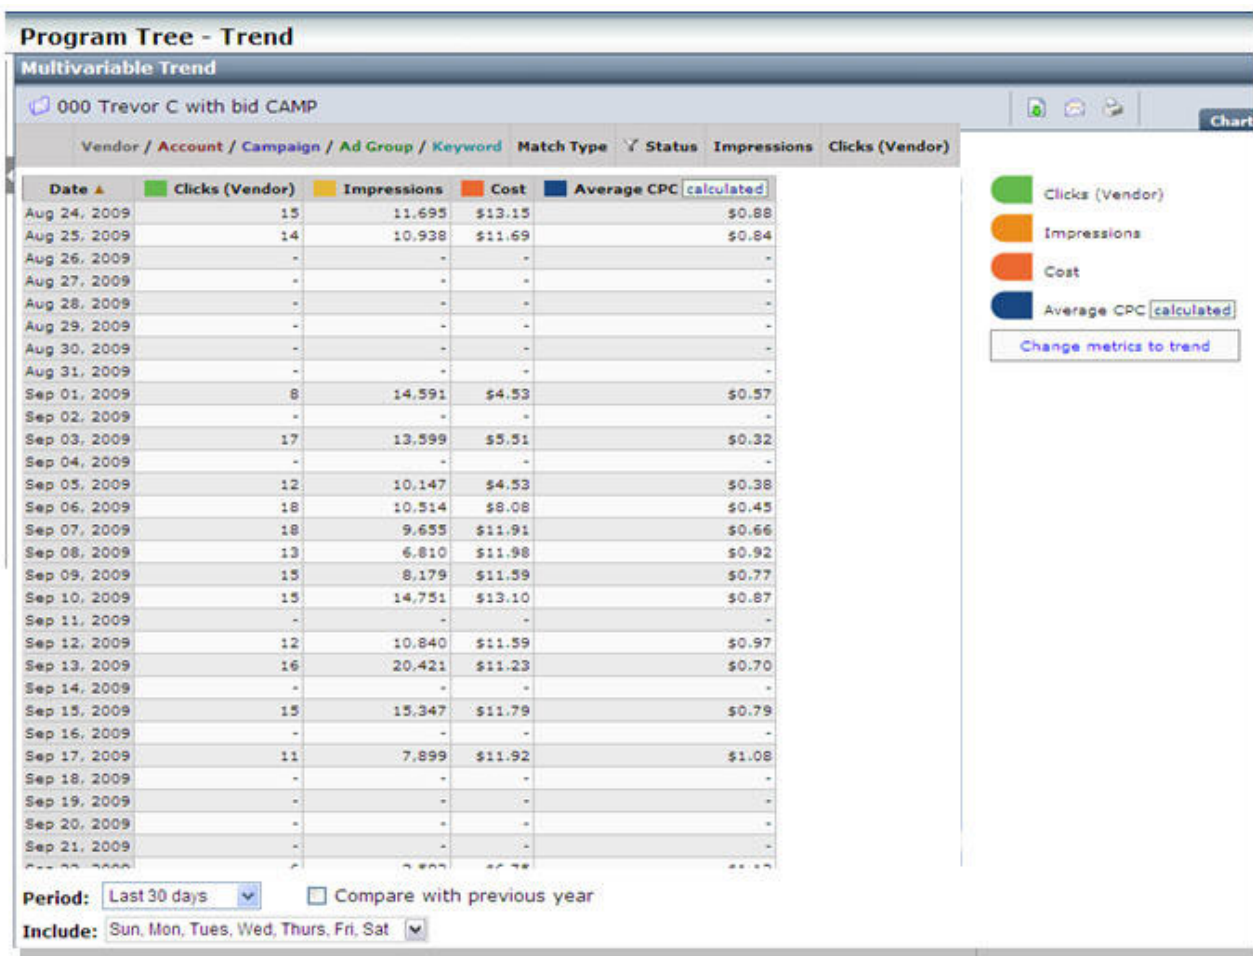 Program Tree - Trend
Multivariable Trend
000 Trevor C with bid CAMP
Chart
Vendor / Account / Campaign / Ad Group / Keyword Match Type Status Impressions Clicks (Vendor)
Date Clicks (Vendor) Impressions Cost Average CPC calculated
Aug 24, 2009 15 11,695 $13.15 $0.88
Aug 25, 2009 14 10,938 $11.69 $0.84
Aug 26, 2009 - - - -
Aug 27, 2009 - - - -
Aug 28, 2009 - - - -
Aug 29, 2009 - - - -
Aug 30, 2009 - - - -
Aug 31, 2009 - - - -
Sep 01, 2009 8 14,591 $4.53 $0.57
Sep 02, 2009 - - - -
Sep 03, 2009 17 13,599 $5.51 $0.32
Sep 04, 2009 - - - -
Sep 05, 2009 12 10,147 $4.53 $0.38
Sep 06, 2009 18 10,514 $8.08 $0.45
Sep 07, 2009 18 9,655 $11.91 $0.66
Sep 08, 2009 13 6,810 $11.98 $0.92
Sep 09, 2009 15 8,179 $11.59 $0.77
Sep 10, 2009 15 14,751 $13.10 $0.87
Sep 11, 2009 - - - -
Sep 12, 2009 12 10,840 $11.59 $0.97
Sep 13, 2009 16 20,421 $11.23 $0.70
Sep 14, 2009 - - - -
Sep 15, 2009 15 15,347 $11.79 $0.79
Sep 16, 2009 - - - -
Sep 17, 2009 11 7,899 $11.92 $1.08
Sep 18, 2009 - - - -
Sep 19, 2009 - - - -
Sep 20, 2009 - - - -
Sep 21, 2009 - - - -
Clicks (Vendor)
Impressions
Cost
Average CPC calculated
Change metrics to trend
Period: Last 30 days Compare with previous year
Include: Sun, Mon, Tues, Wed, Thurs, Fri, Sat